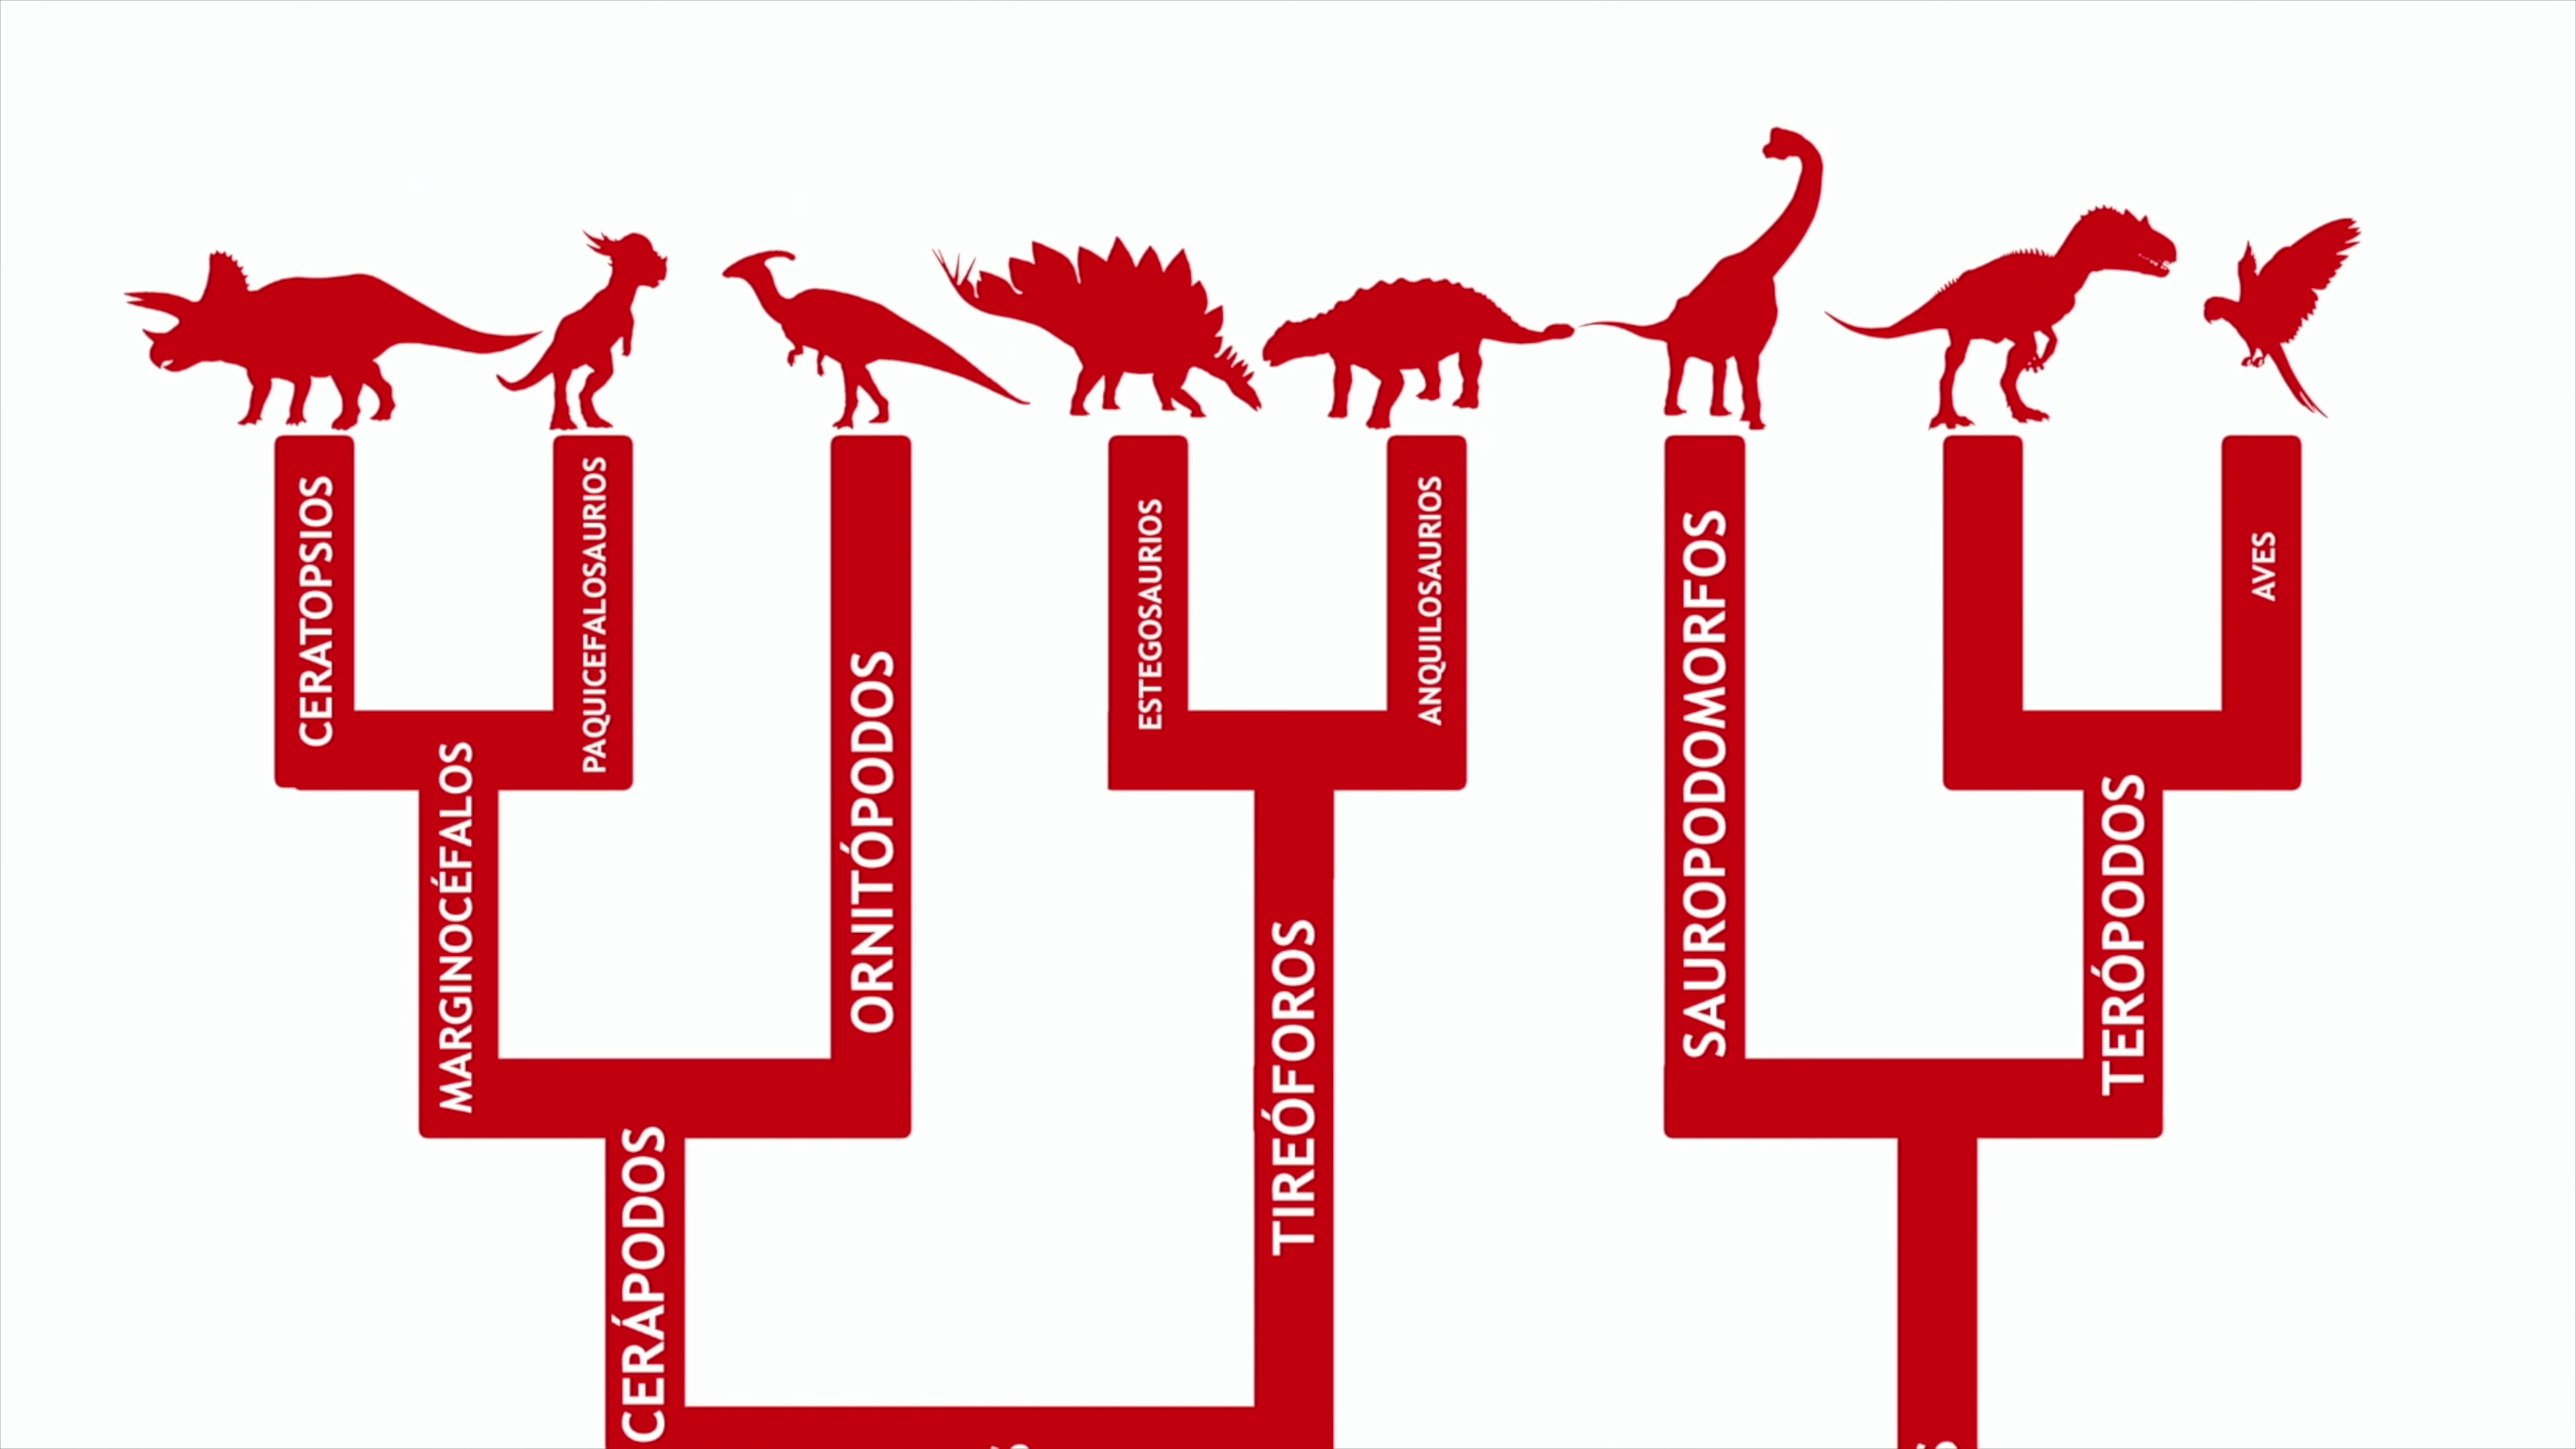 CERATOPSIOS
PAQUICEFALOSAURIOS
ORNITÓPODOS
ESTEGOSAURIOS
ANQUILOSAURIOS
SAUROPODOMORFOS
AVES
MARGINOCÉFALOS
TERÓPODOS
TIREÓFOROS
CERÁPODOS